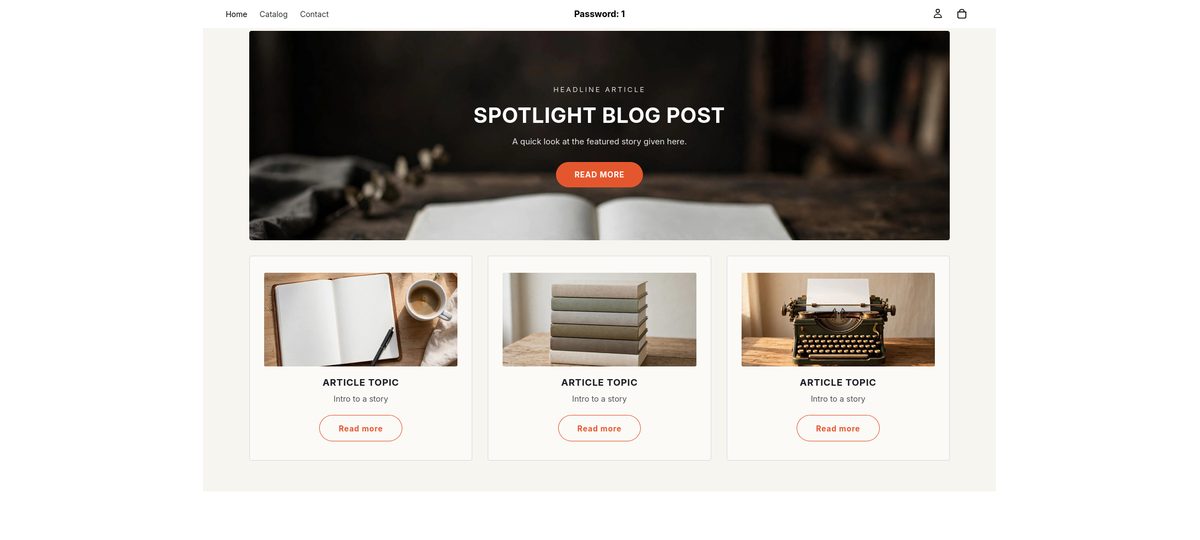 Home Catalog Contact Password: 1
HEADLINE ARTICLE
SPOTLIGHT BLOG POST
A quick look at the featured story given here.
READ MORE
ARTICLE TOPIC
Intro to a story
Read more
ARTICLE TOPIC
Intro to a story
Read more
ARTICLE TOPIC
Intro to a story
Read more